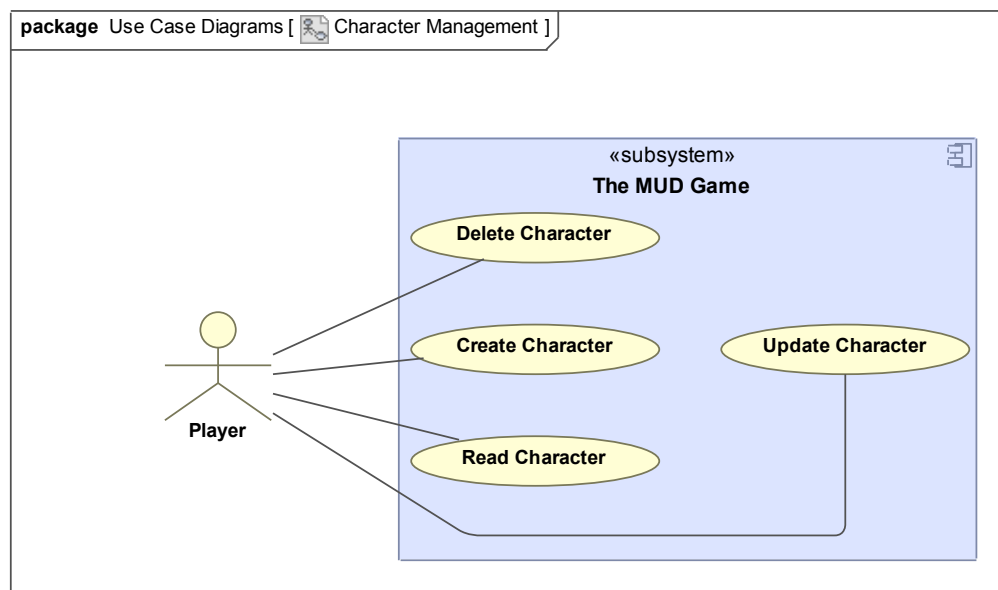 package Use Case Diagrams [ Character Management ]
«subsystem»
The MUD Game
Delete Character
Create Character
Update Character
Player
Read Character